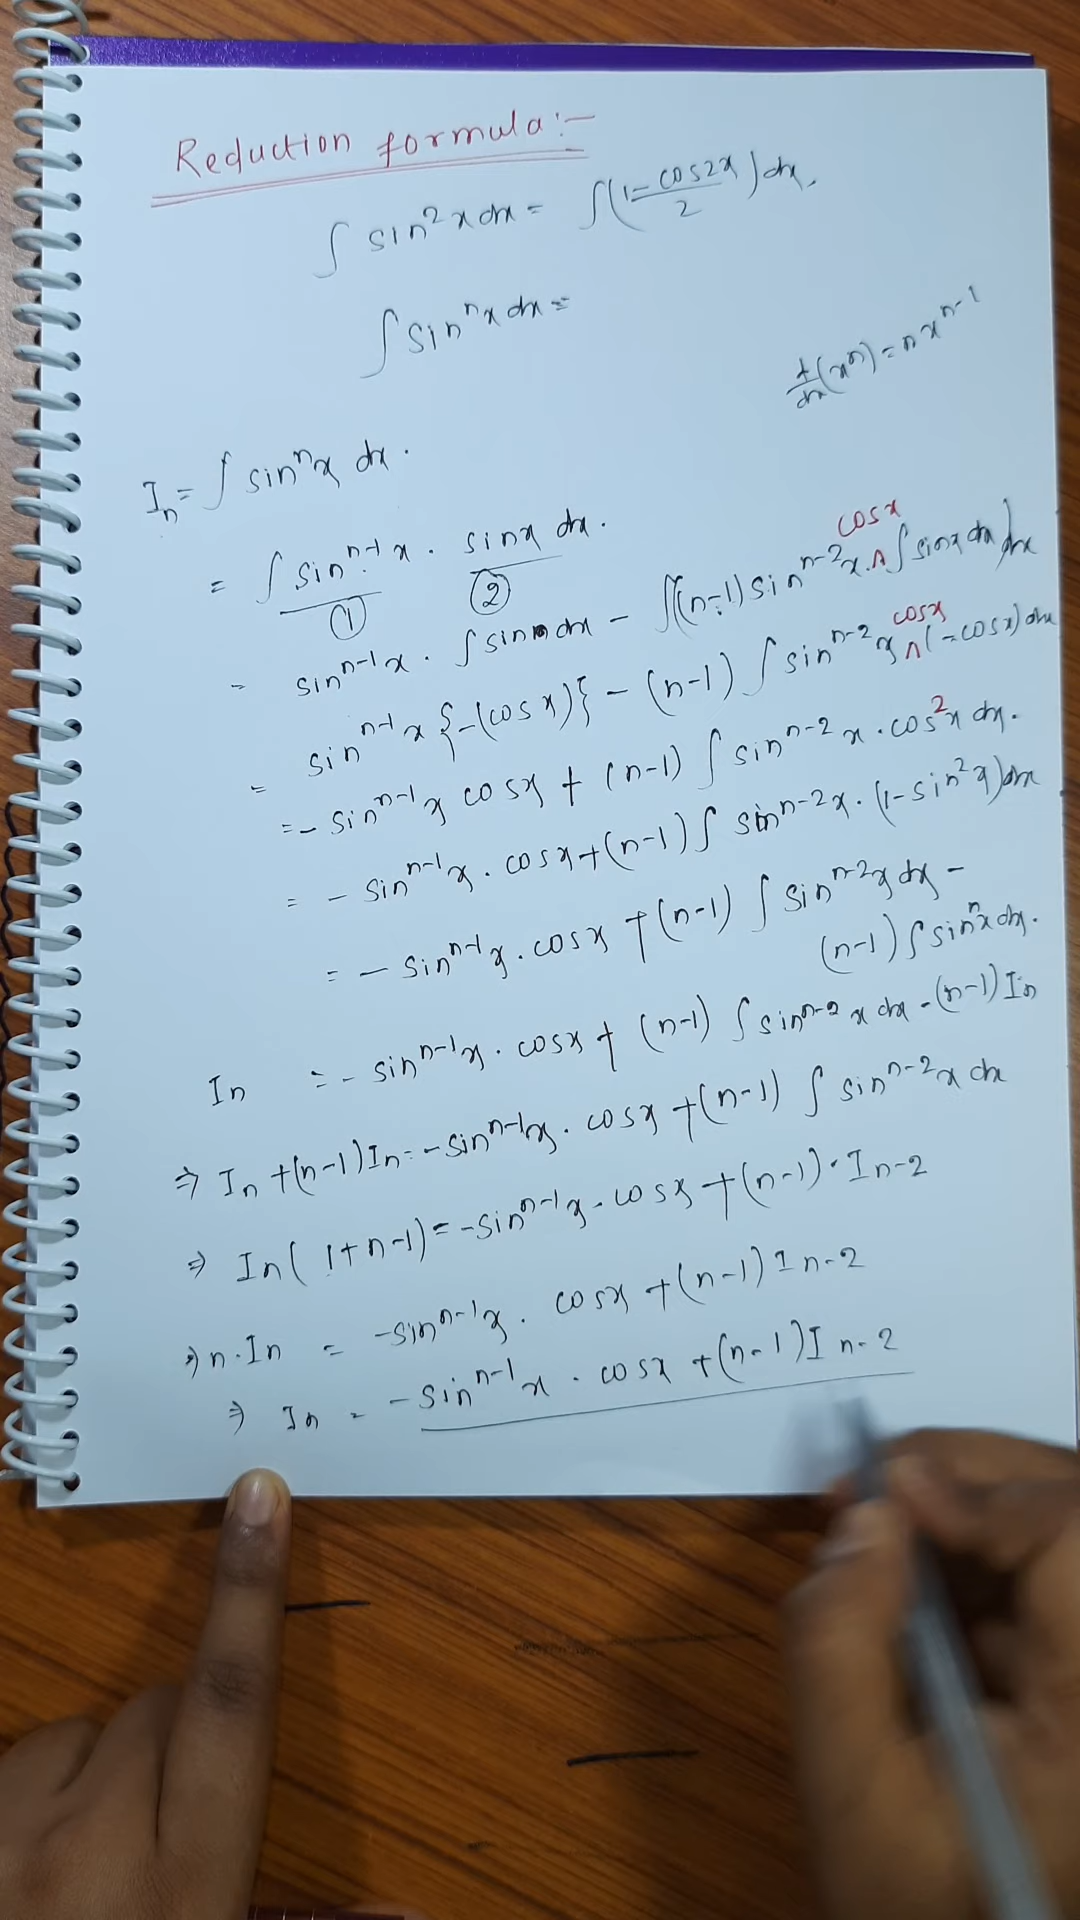 Reduction formula:-
∫ sin²x dx = ∫(1-cos2x/2)dx.
∫ sinⁿx dx =
d/dx(xⁿ) = nxⁿ⁻¹
Iₙ = ∫ sinⁿx dx.
= ∫ sinⁿ⁻¹x . sinx dx.
① ②
cosx
= sinⁿ⁻¹x . ∫ sinx dx - ∫((n-1) sinⁿ⁻²x.∧ ∫ sinx dx) dx
cosx
= sinⁿ⁻¹x {-(cosx)} - (n-1) ∫ sinⁿ⁻²x ∧(-cosx) dx
= - sinⁿ⁻¹x cosx + (n-1) ∫ sinⁿ⁻²x . cos²x dx.
= - sinⁿ⁻¹x . cosx + (n-1) ∫ sinⁿ⁻²x . (1-sin²x) dx
= - sinⁿ⁻¹x . cosx + (n-1) ∫ sinⁿ⁻²x dx -
(n-1) ∫ sinⁿx dx.
In = - sinⁿ⁻¹x . cosx + (n-1) ∫ sinⁿ⁻²x dx - (n-1) In
⇒ In + (n-1) In = - sinⁿ⁻¹x . cosx + (n-1) ∫ sinⁿ⁻²x dx
⇒ In (1+n-1) = - sinⁿ⁻¹x . cosx + (n-1) . In-2
⇒ n.In = - sinⁿ⁻¹x . cosx + (n-1) In-2
⇒ In = - sinⁿ⁻¹x . cosx + (n-1) In-2